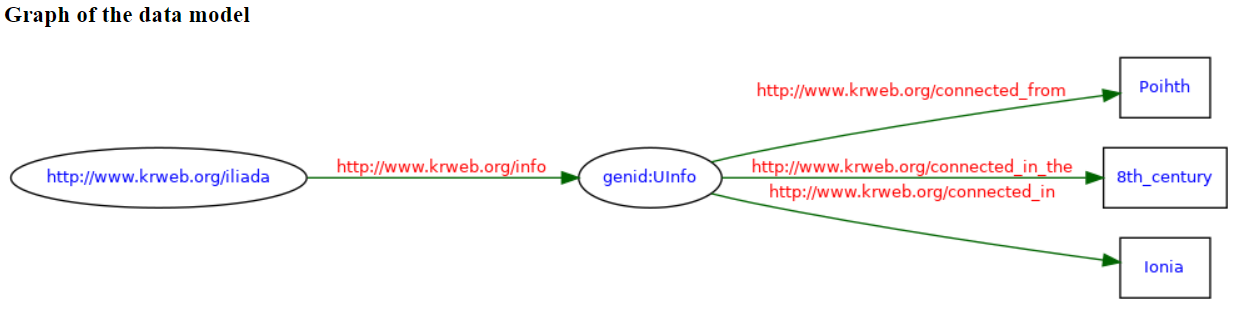 Graph of the data model
http://www.krweb.org/connected_from
Poihth
http://www.krweb.org/iliada
http://www.krweb.org/info
genid:UInfo
http://www.krweb.org/connected_in_the
8th_century
http://www.krweb.org/connected_in
Ionia